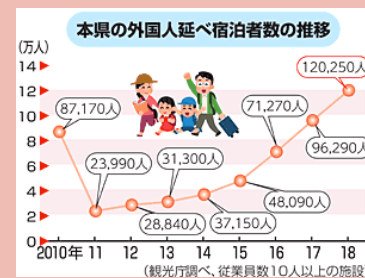 本県の外国人延べ宿泊者数の推移
(万人)
14
12
10
8
6
4
2
0
87,170人
23,990人
28,840人
31,300人
37,150人
48,090人
71,270人
96,290人
120,250人
2010年 11 12 13 14 15 16 17 18
(観光庁調べ、従業員数10人以上の施設